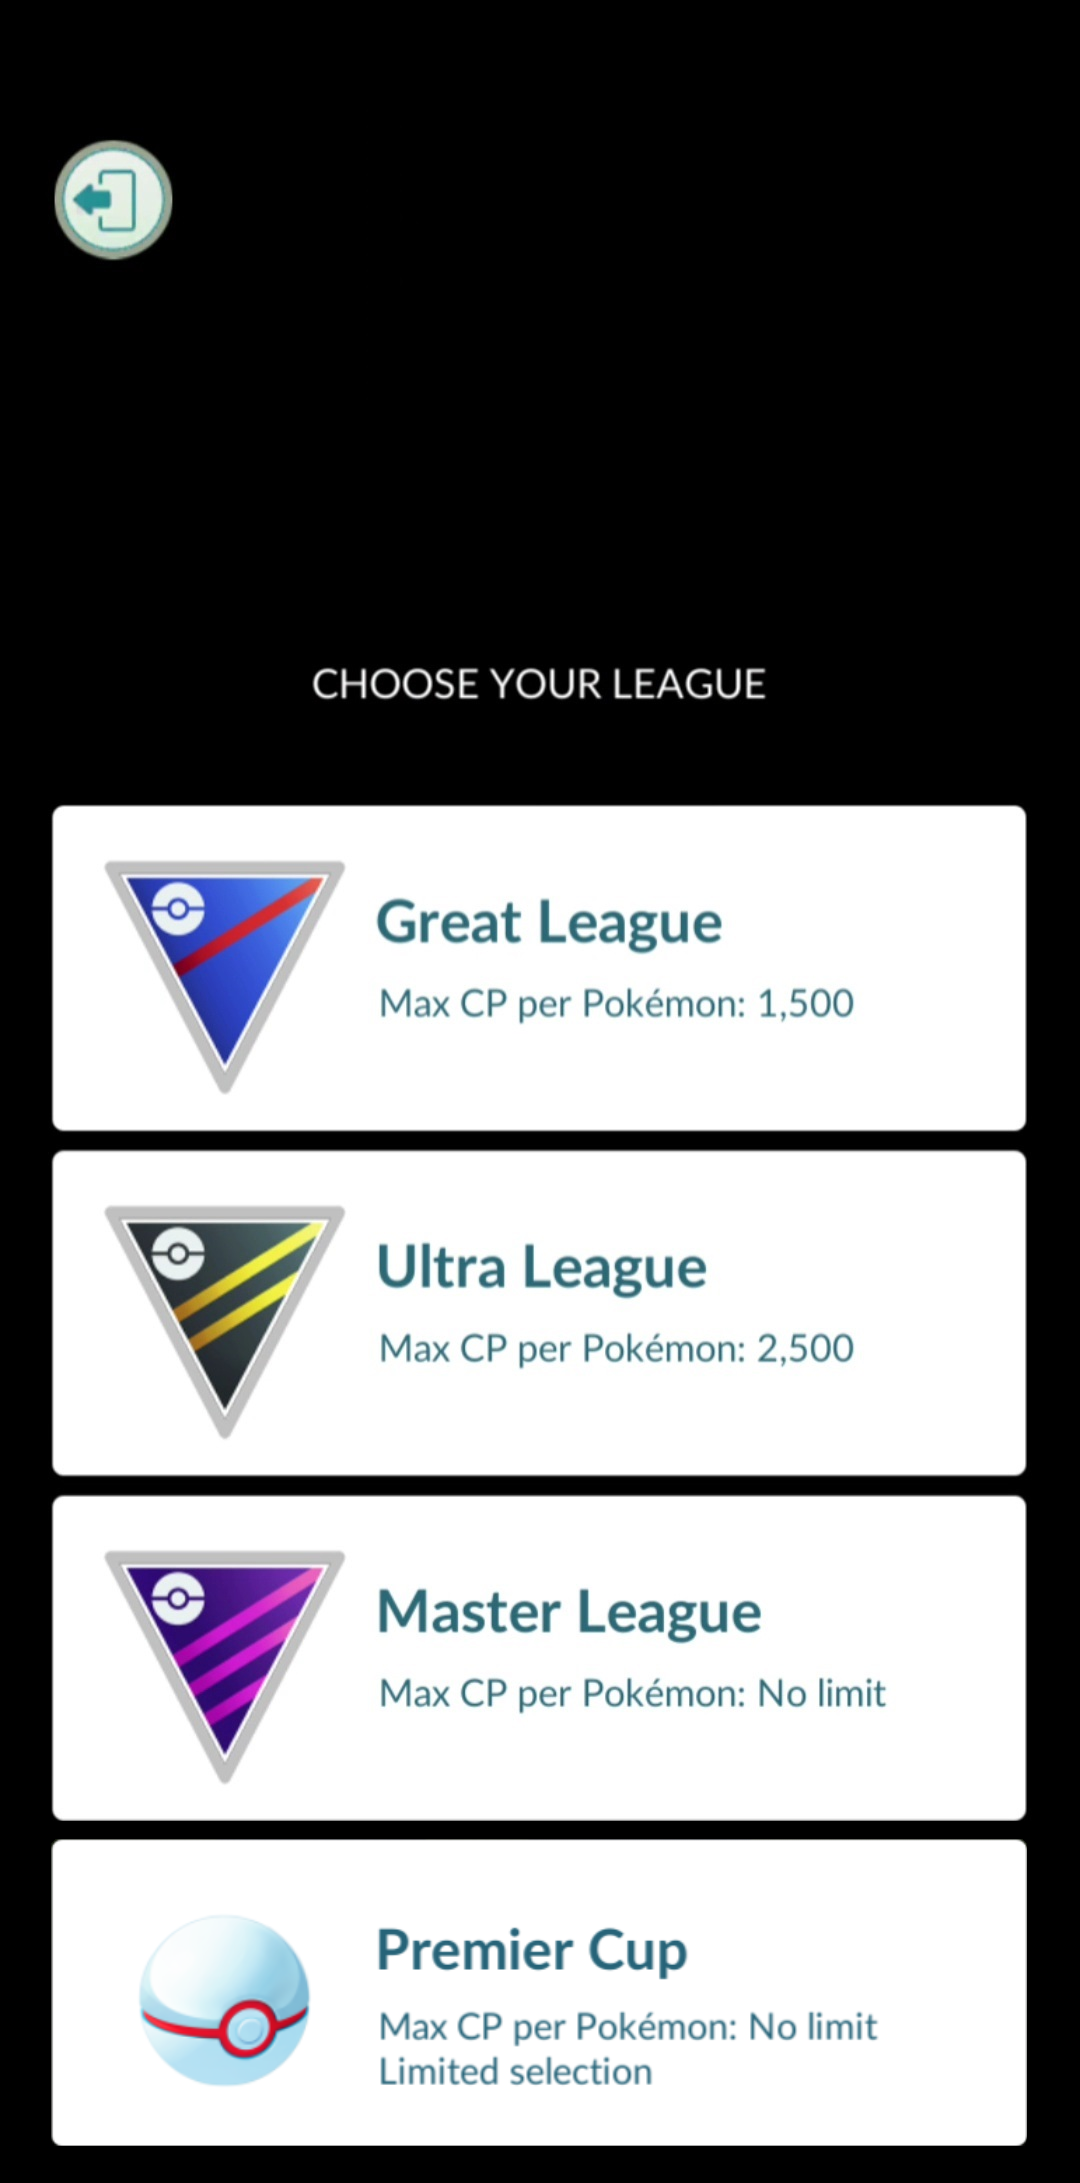 CHOOSE YOUR LEAGUE
Great League
Max CP per Pokémon: 1,500
Ultra League
Max CP per Pokémon: 2,500
Master League
Max CP per Pokémon: No limit
Premier Cup
Max CP per Pokémon: No limit
Limited selection